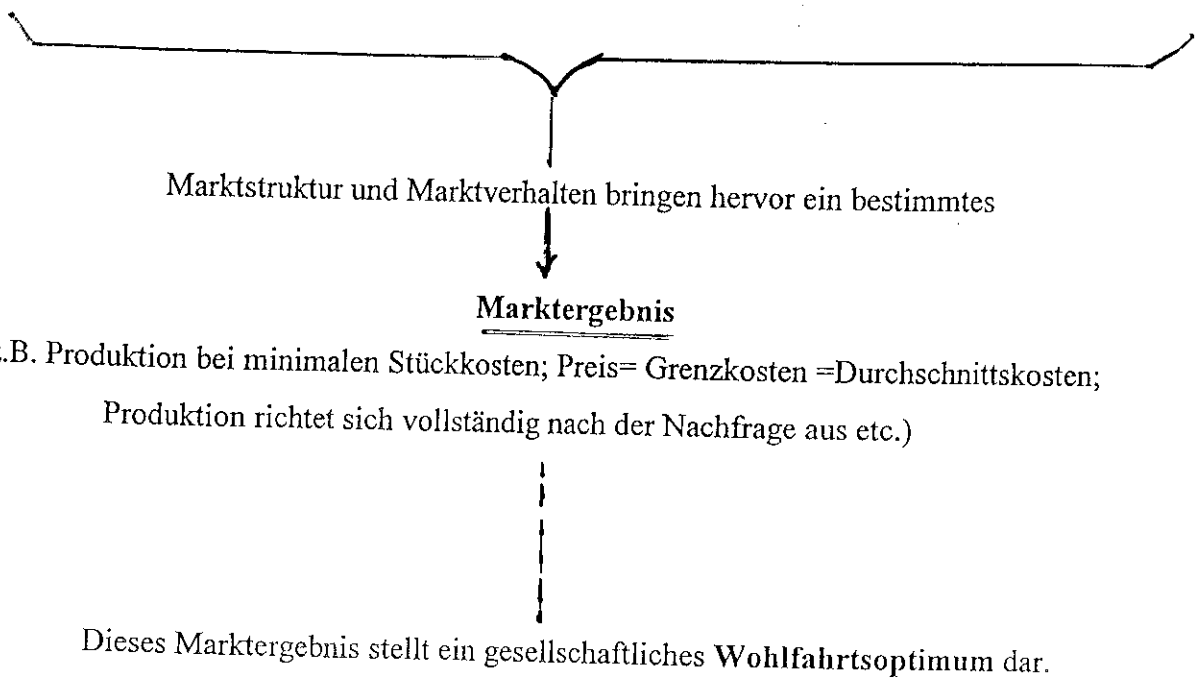 Marktstruktur und Marktverhalten bringen hervor ein bestimmtes
Marktergebnis
.B. Produktion bei minimalen Stückkosten; Preis= Grenzkosten =Durchschnittskosten;
Produktion richtet sich vollständig nach der Nachfrage aus etc.)
Dieses Marktergebnis stellt ein gesellschaftliches Wohlfahrtsoptimum dar.